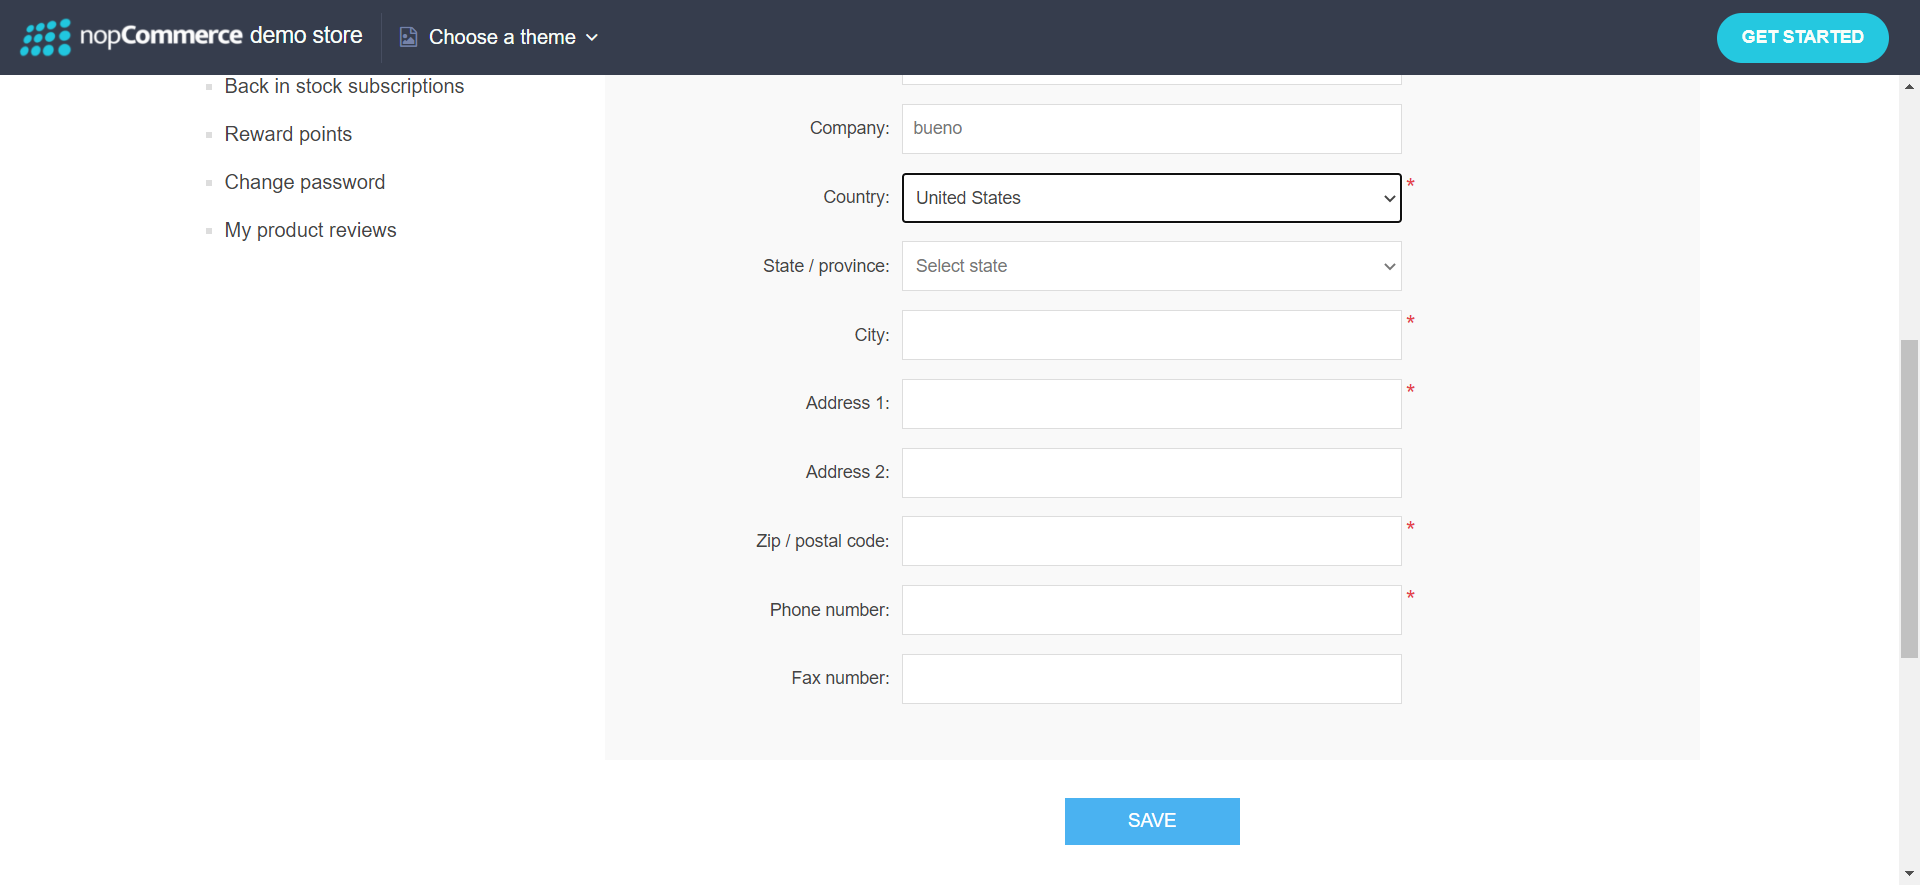 nopCommerce demo store
Choose a theme
GET STARTED
Back in stock subscriptions
Reward points
Change password
My product reviews
Company: bueno
Country: United States *
State / province: Select state
City: *
Address 1: *
Address 2:
Zip / postal code: *
Phone number: *
Fax number:
SAVE